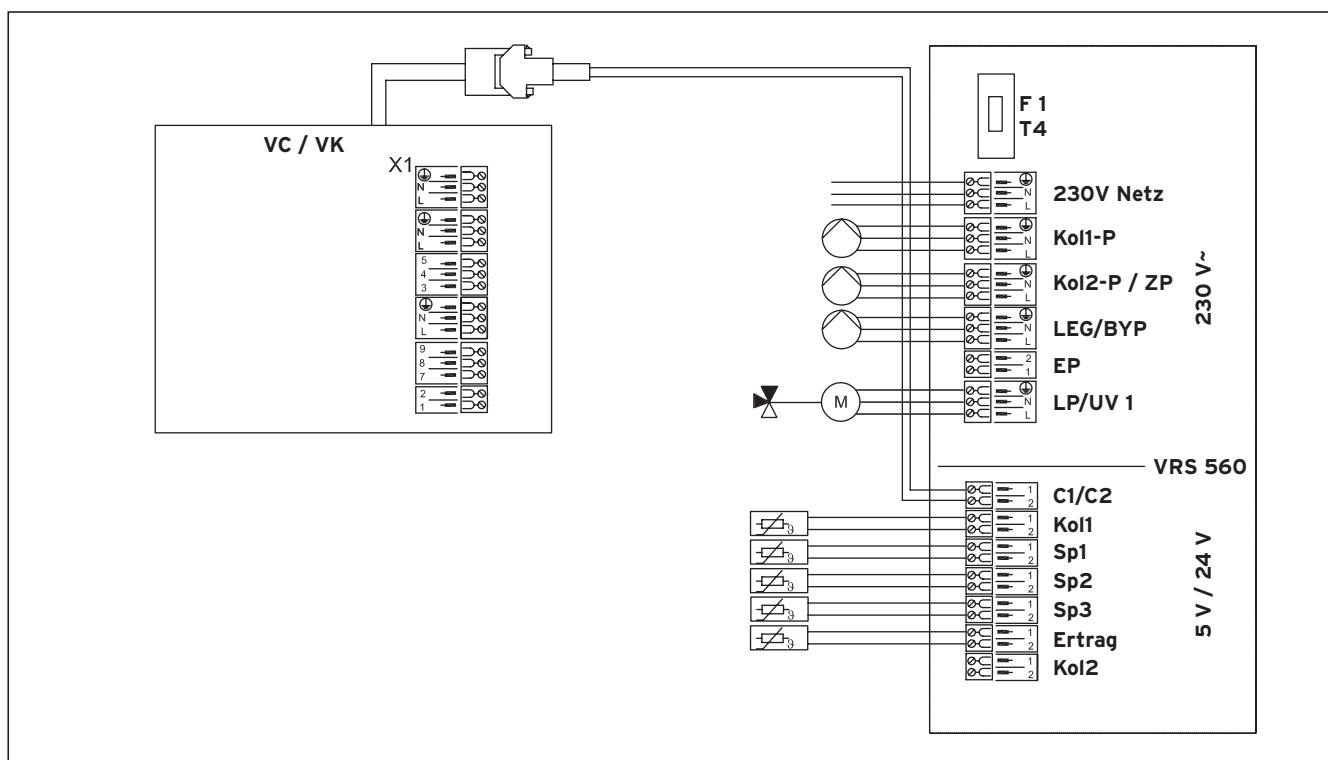 VC / VK
X1
N
L
N
L
5
4
3
N
L
9
8
7
2
1
F 1
T4
N
L
230V Netz
N
L
Kol1-P
N
L
Kol2-P / ZP
N
L
LEG/BYP
2
1
EP
M
N
L
LP/UV 1
230 V~
VRS 560
1
2
C1/C2
ϑ
1
2
Kol1
ϑ
1
2
Sp1
ϑ
1
2
Sp2
ϑ
1
2
Sp3
ϑ
1
2
Ertrag
1
2
Kol2
5 V / 24 V